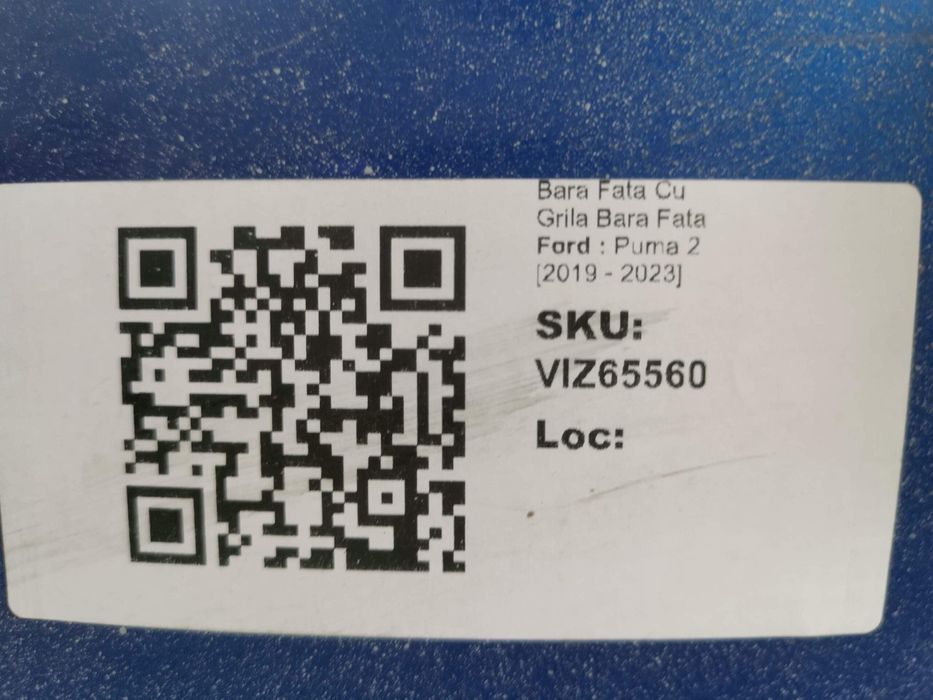 Bara Fata Cu
Grila Bara Fata
Ford : Puma 2
[2019 - 2023]
SKU:
VIZ65560
Loc: